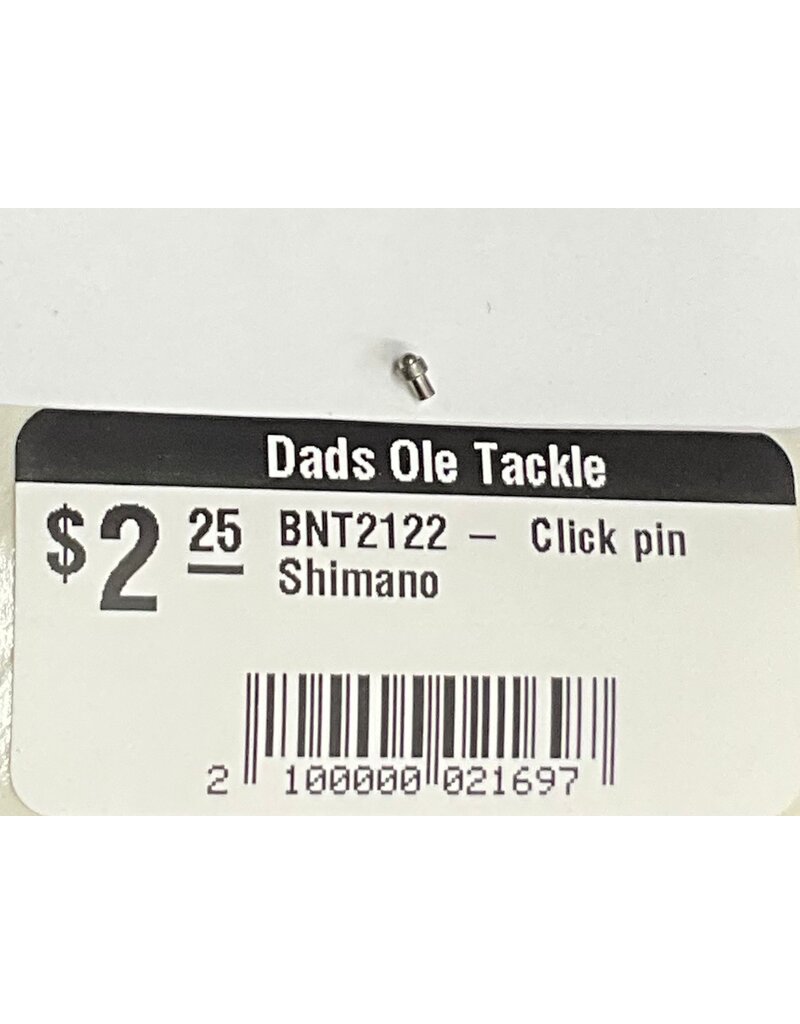 Dads Ole Tackle
$2 25 BNT2122 – Click pin
Shimano
2 100000 021697